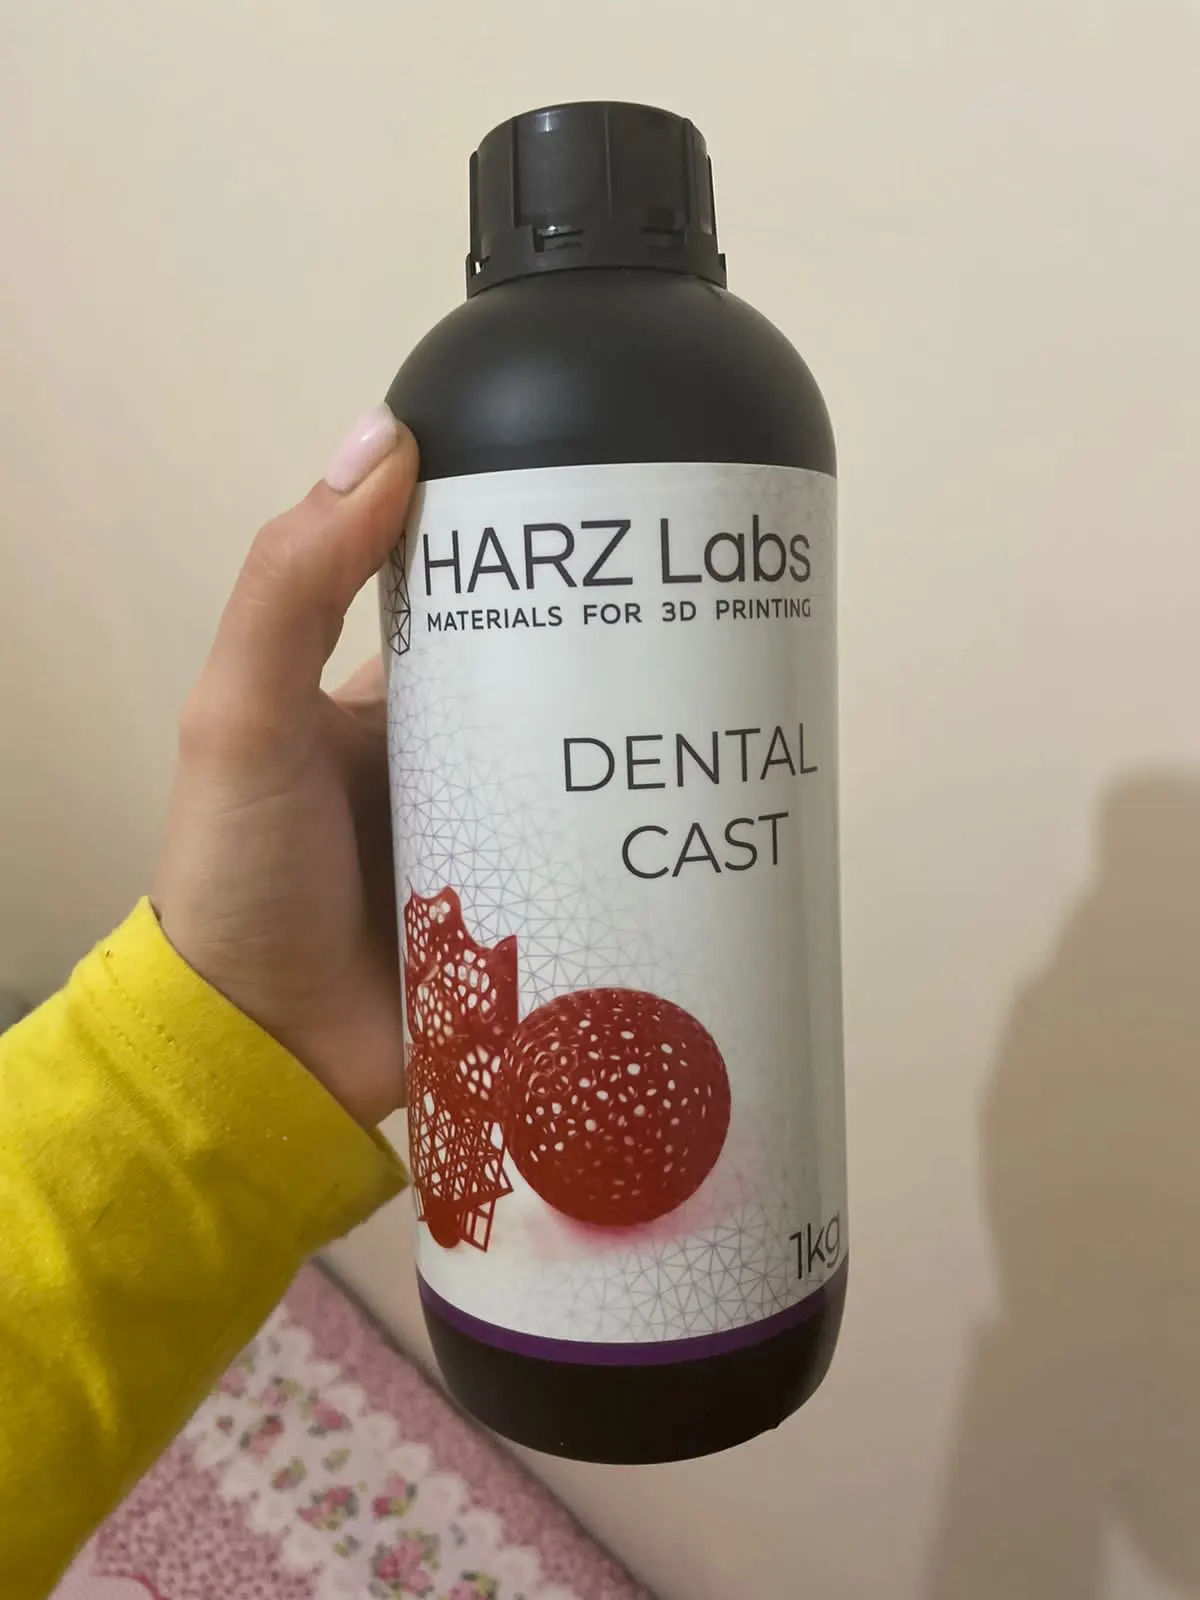 HARZ Labs
MATERIALS FOR 3D PRINTING
DENTAL
CAST
1kg